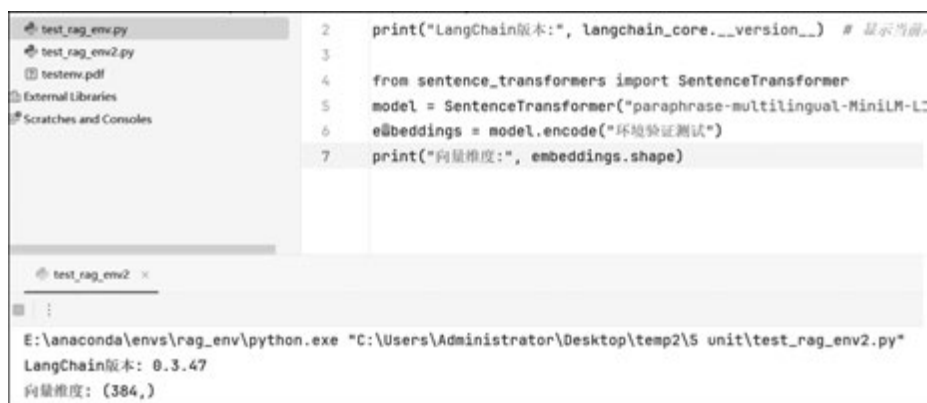 test_rag_env.py
test_rag_env2.py
testenv.pdf
External Libraries
Scratches and Consoles
2 print("LangChain版本:", langchain_core.__version__) # 显示当前
3
4 from sentence_transformers import SentenceTransformer
5 model = SentenceTransformer("paraphrase-multilingual-MiniLM-L
6 embeddings = model.encode("环境验证测试")
7 print("向量维度:", embeddings.shape)
test_rag_env2 ×
E:\anaconda\envs\rag_env\python.exe "C:\Users\Administrator\Desktop\temp2\5 unit\test_rag_env2.py"
LangChain版本: 0.3.47
向量维度: (384,)